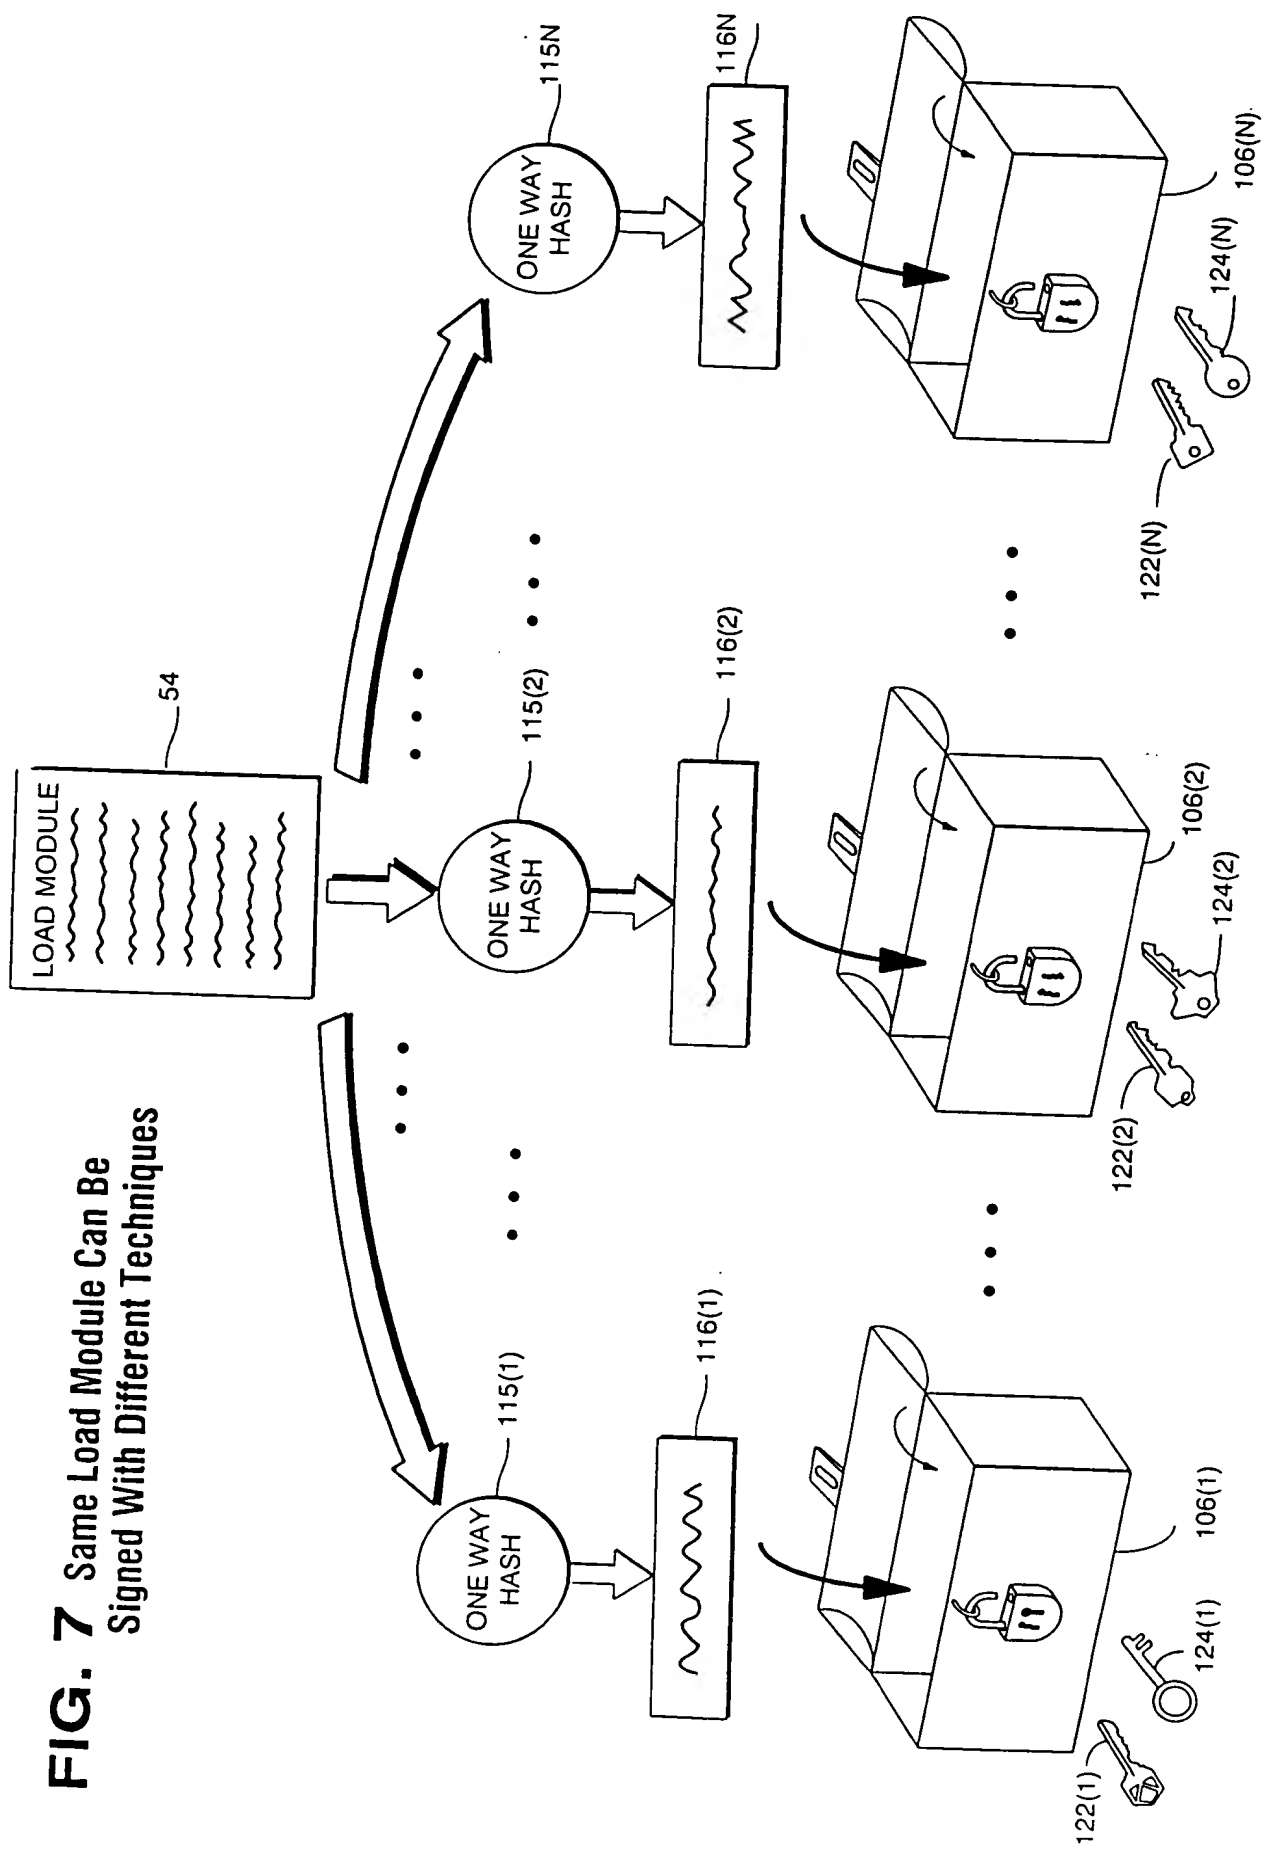 FIG. 7 Same Load Module Can Be
Signed With Different Techniques
LOAD MODULE
54
ONE WAY
HASH
115(1)
ONE WAY
HASH
115(2)
ONE WAY
HASH
115N
116(1)
116(2)
116N
106(1)
122(1)
124(1)
106(2)
122(2)
124(2)
106(N)
122(N)
124(N)